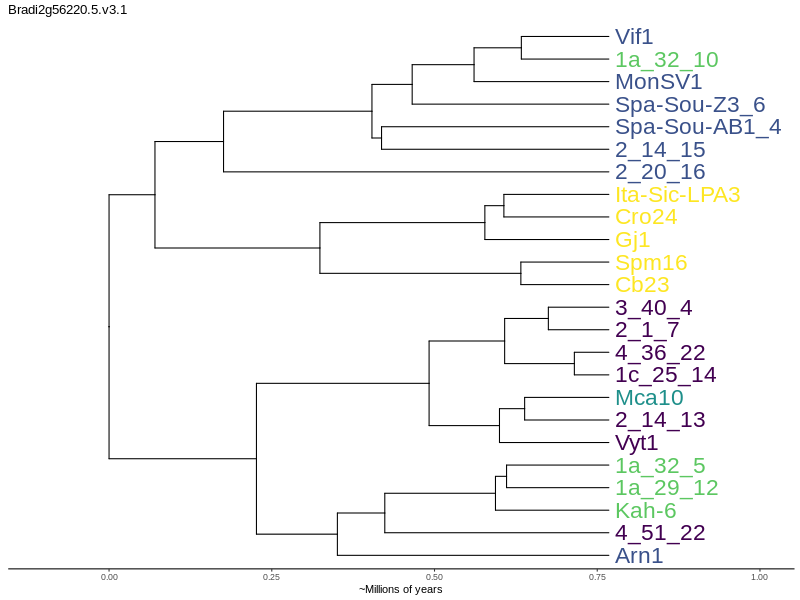 Bradi2g56220.5.v3.1
Vif1
1a_32_10
MonSV1
Spa-Sou-Z3_6
Spa-Sou-AB1_4
2_14_15
2_20_16
Ita-Sic-LPA3
Cro24
Gj1
Spm16
Cb23
3_40_4
2_1_7
4_36_22
1c_25_14
Mca10
2_14_13
Vyt1
1a_32_5
1a_29_12
Kah-6
4_51_22
Arn1
0.00 0.25 0.50 0.75 1.00
~Millions of years